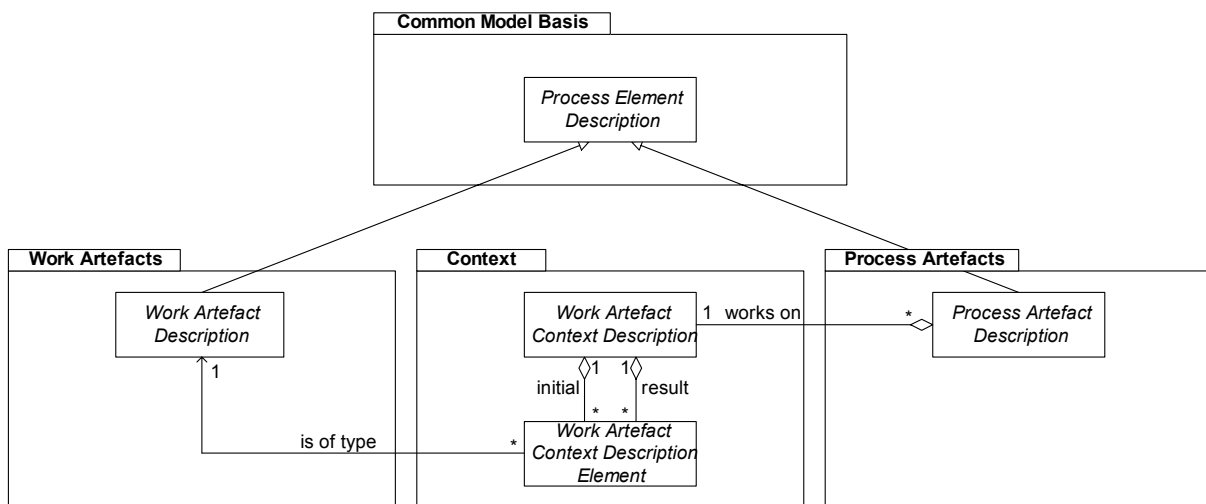 Common Model Basis
Process Element
Description
Work Artefacts
Context
Process Artefacts
Work Artefact
Description
Work Artefact
Context Description
1 works on
*
Process Artefact
Description
1
1
1
initial
result
*
*
is of type
*
Work Artefact
Context Description
Element